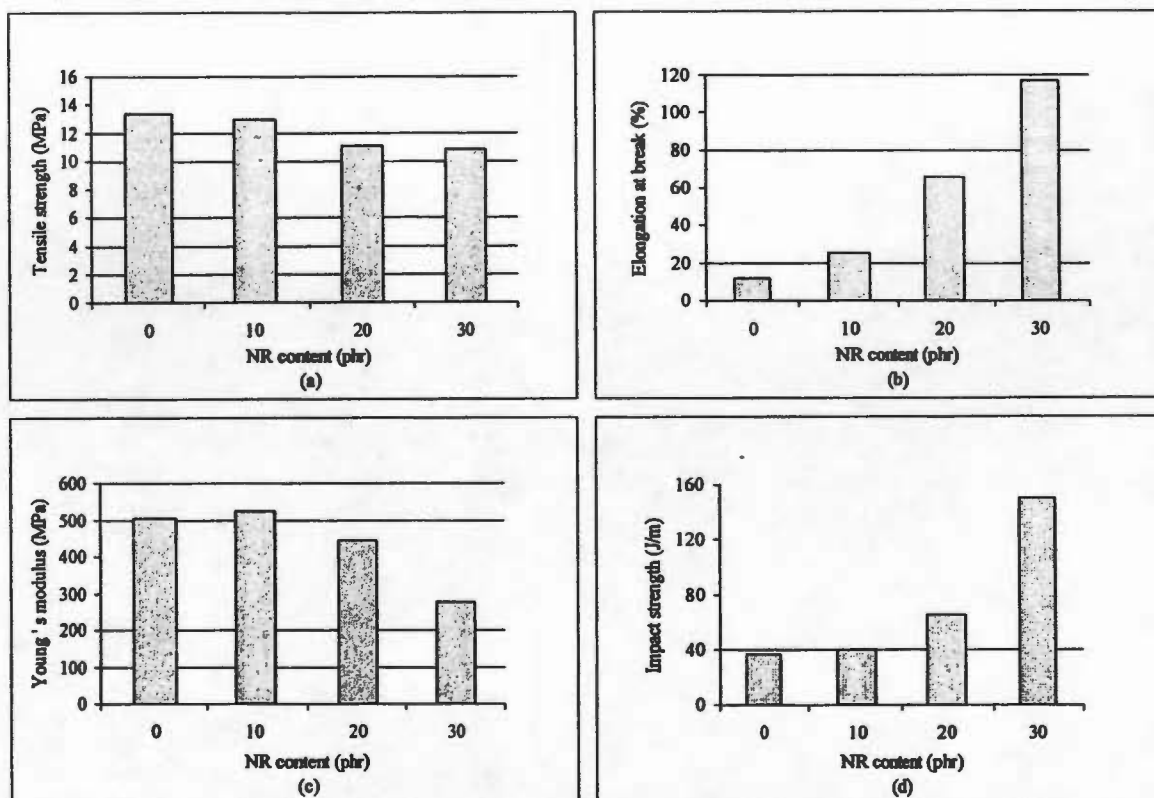 Tensile strength (MPa)
16
14
12
10
8
6
4
2
0
0 10 20 30
NR content (phr)
(a)
Elongation at break (%)
120
100
80
60
40
20
0
0 10 20 30
NR content (phr)
(b)
Young ' s modulus (MPa)
600
500
400
300
200
100
0
0 10 20 30
NR content (phr)
(c)
Impact strength (J/m)
160
120
80
40
0
0 10 20 30
NR content (phr)
(d)